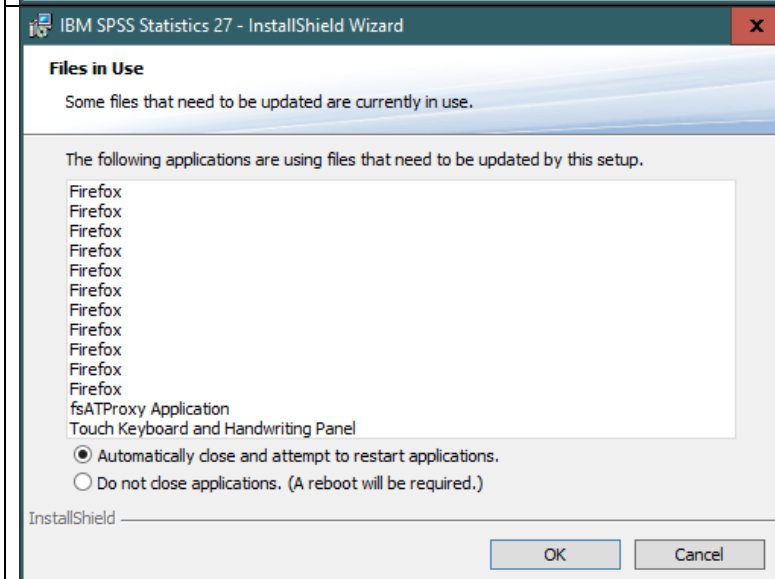 IBM SPSS Statistics 27 - InstallShield Wizard
x
Files in Use
Some files that need to be updated are currently in use.
The following applications are using files that need to be updated by this setup.
Firefox
Firefox
Firefox
Firefox
Firefox
Firefox
Firefox
Firefox
Firefox
Firefox
Firefox
fsATProxy Application
Touch Keyboard and Handwriting Panel
Automatically close and attempt to restart applications.
Do not close applications. (A reboot will be required.)
InstallShield
OK
Cancel